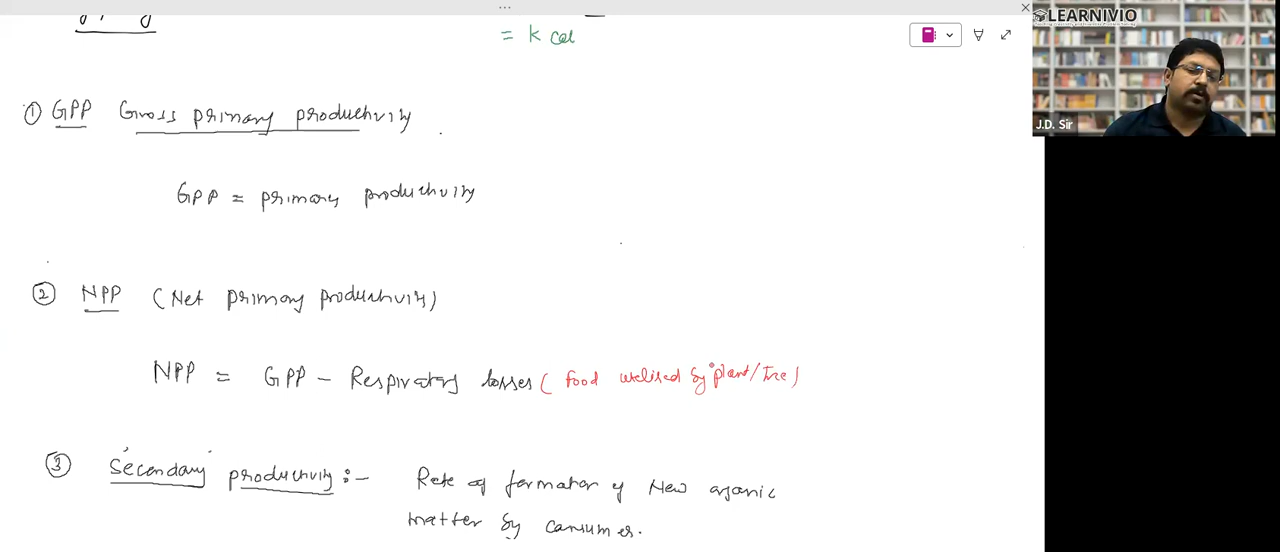 ...
LEARNIVIO
= k cal
J.D. Sir
① GPP Gross primary productivity
GPP = primary productivity
② NPP (Net primary productivity)
NPP = GPP - Respiratory losses ( food utilised by plant/tree)
③ Secondary productivity :- Rate of formation of New organic
matter by consumer.